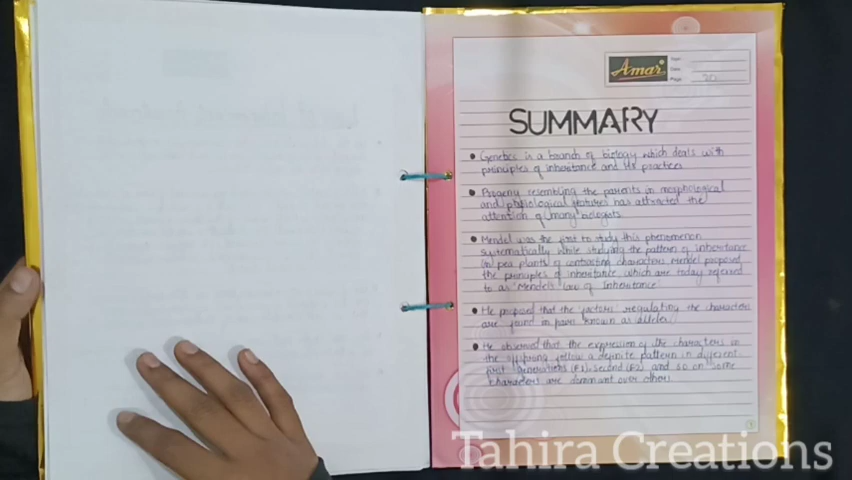 Amar
Date:
Page: 20
SUMMARY
• Genetics is a branch of biology which deals with
principles of inheritance and its practices
• Progeny resembling the parents in morphological
and physiological features has attracted the
attention of many biologists.
• Mendel was the first to study this phenomenon
systematically while studying the pattern of inheritance
in pea plants of contrasting characters, Mendel proposed
the principles of inheritance, which are today referred
to as 'Mendel's law of Inheritance'
• He proposed that the 'factors' regulating the characters
are found in pairs known as alleles
• He observed that the expression of the characters in
the offspring follow a definite pattern in different-
first generations (F1), second (F2) and so on some
characters are dominant over others
Tahira Creations